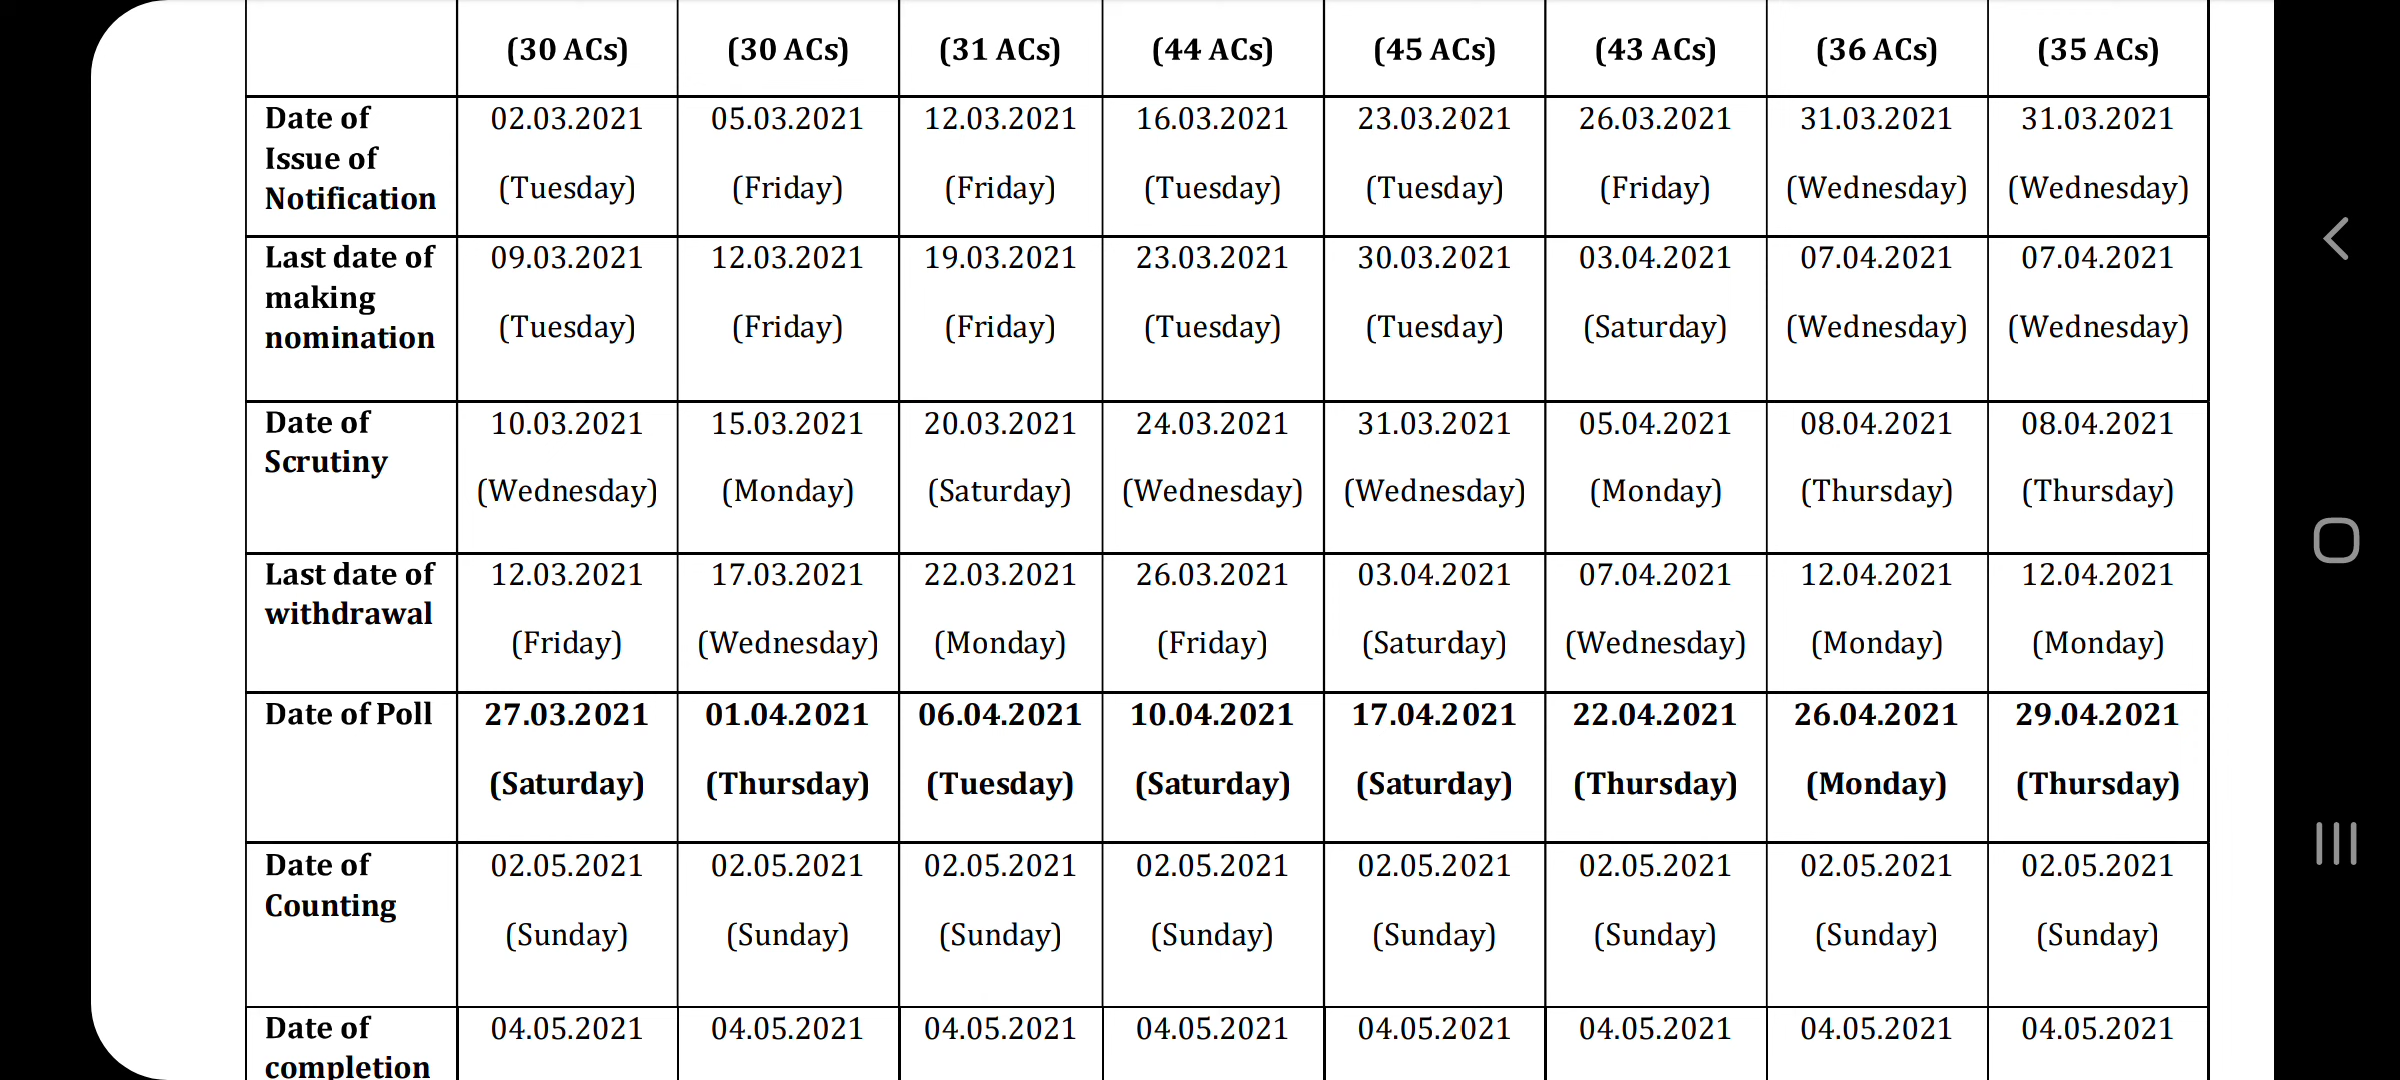 (30 ACs) (30 ACs) (31 ACs) (44 ACs) (45 ACs) (43 ACs) (36 ACs) (35 ACs)
Date of 02.03.2021 05.03.2021 12.03.2021 16.03.2021 23.03.2021 26.03.2021 31.03.2021 31.03.2021
Issue of
Notification (Tuesday) (Friday) (Friday) (Tuesday) (Tuesday) (Friday) (Wednesday) (Wednesday)
Last date of 09.03.2021 12.03.2021 19.03.2021 23.03.2021 30.03.2021 03.04.2021 07.04.2021 07.04.2021
making
nomination (Tuesday) (Friday) (Friday) (Tuesday) (Tuesday) (Saturday) (Wednesday) (Wednesday)
Date of 10.03.2021 15.03.2021 20.03.2021 24.03.2021 31.03.2021 05.04.2021 08.04.2021 08.04.2021
Scrutiny
(Wednesday) (Monday) (Saturday) (Wednesday) (Wednesday) (Monday) (Thursday) (Thursday)
Last date of 12.03.2021 17.03.2021 22.03.2021 26.03.2021 03.04.2021 07.04.2021 12.04.2021 12.04.2021
withdrawal
(Friday) (Wednesday) (Monday) (Friday) (Saturday) (Wednesday) (Monday) (Monday)
Date of Poll 27.03.2021 01.04.2021 06.04.2021 10.04.2021 17.04.2021 22.04.2021 26.04.2021 29.04.2021
(Saturday) (Thursday) (Tuesday) (Saturday) (Saturday) (Thursday) (Monday) (Thursday)
Date of 02.05.2021 02.05.2021 02.05.2021 02.05.2021 02.05.2021 02.05.2021 02.05.2021 02.05.2021
Counting
(Sunday) (Sunday) (Sunday) (Sunday) (Sunday) (Sunday) (Sunday) (Sunday)
Date of 04.05.2021 04.05.2021 04.05.2021 04.05.2021 04.05.2021 04.05.2021 04.05.2021 04.05.2021
completion